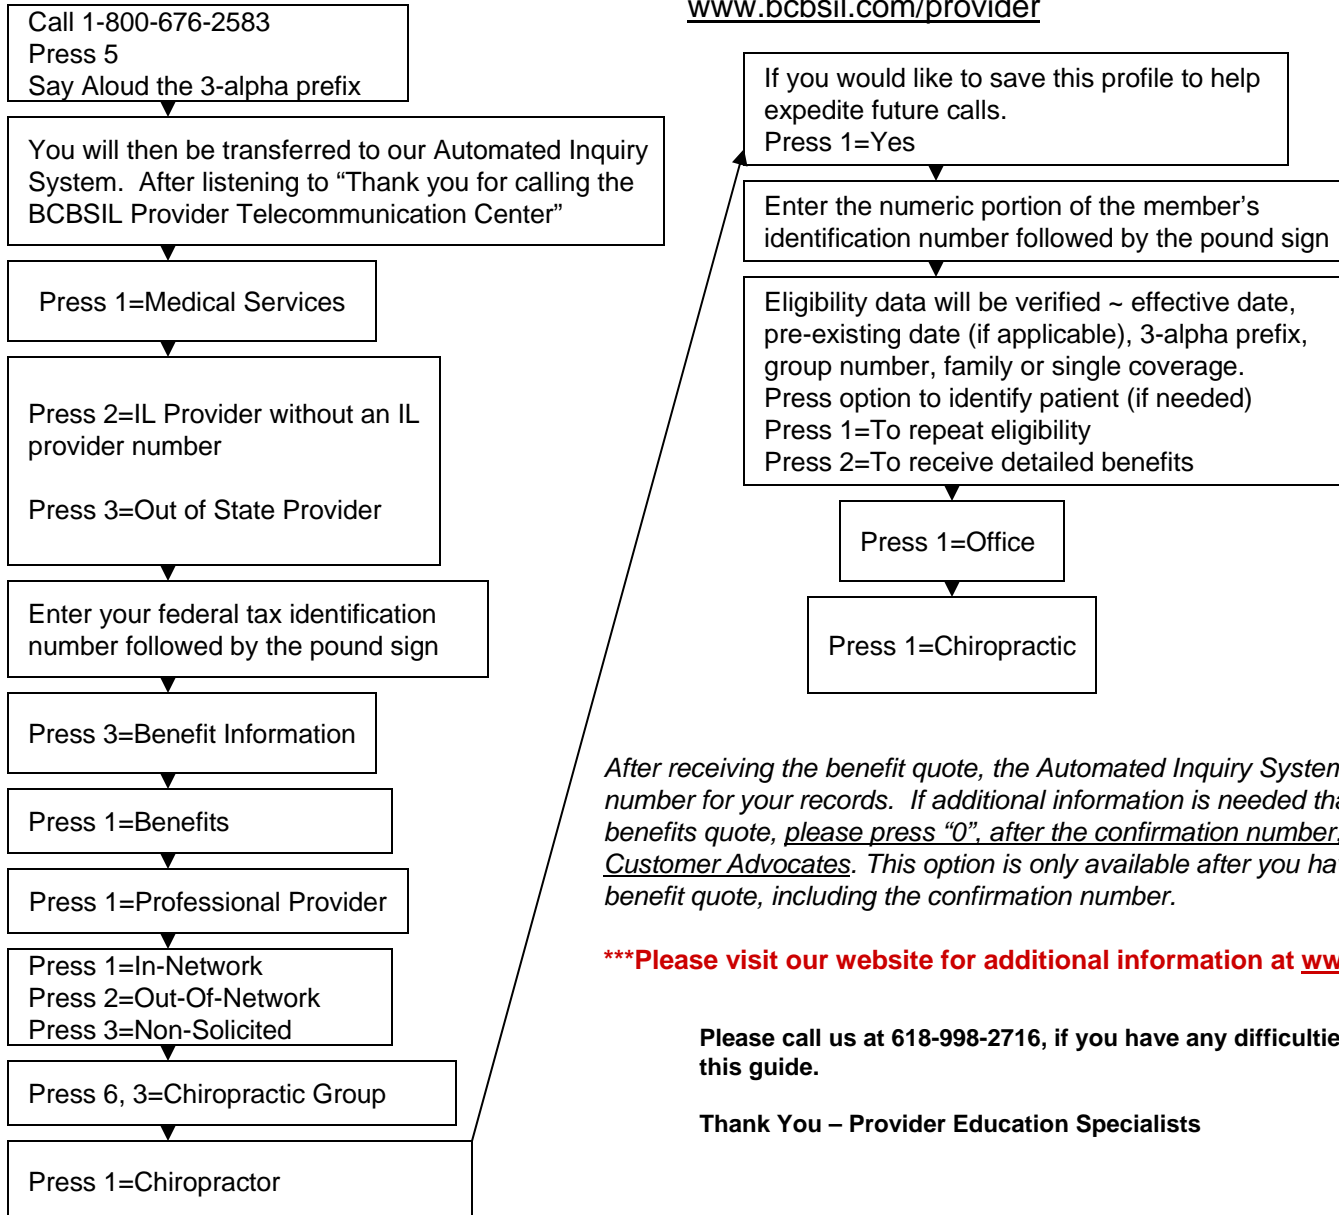 Call 1-800-676-2583
Press 5
Say Aloud the 3-alpha prefix
You will then be transferred to our Automated Inquiry
System.  After listening to “Thank you for calling the
BCBSIL Provider Telecommunication Center”
Press 1=Medical Services
Press 2=IL Provider without an IL
provider number
Press 3=Out of State Provider
Enter your federal tax identification
number followed by the pound sign
Press 3=Benefit Information
Press 1=Benefits
Press 1=Professional Provider
Press 1=In-Network
Press 2=Out-Of-Network
Press 3=Non-Solicited
Press 6, 3=Chiropractic Group
Press 1=Chiropractor
www.bcbsil.com/provider
If you would like to save this profile to help
expedite future calls.
Press 1=Yes
Enter the numeric portion of the member’s
identification number followed by the pound sign
Eligibility data will be verified ~ effective date,
pre-existing date (if applicable), 3-alpha prefix,
group number, family or single coverage.
Press option to identify patient (if needed)
Press 1=To repeat eligibility
Press 2=To receive detailed benefits
Press 1=Office
Press 1=Chiropractic
After receiving the benefit quote, the Automated Inquiry System
number for your records.  If additional information is needed tha
benefits quote, please press “0”, after the confirmation number.
Customer Advocates. This option is only available after you hav
benefit quote, including the confirmation number.
***Please visit our website for additional information at ww
Please call us at 618-998-2716, if you have any difficultie
this guide.
Thank You – Provider Education Specialists